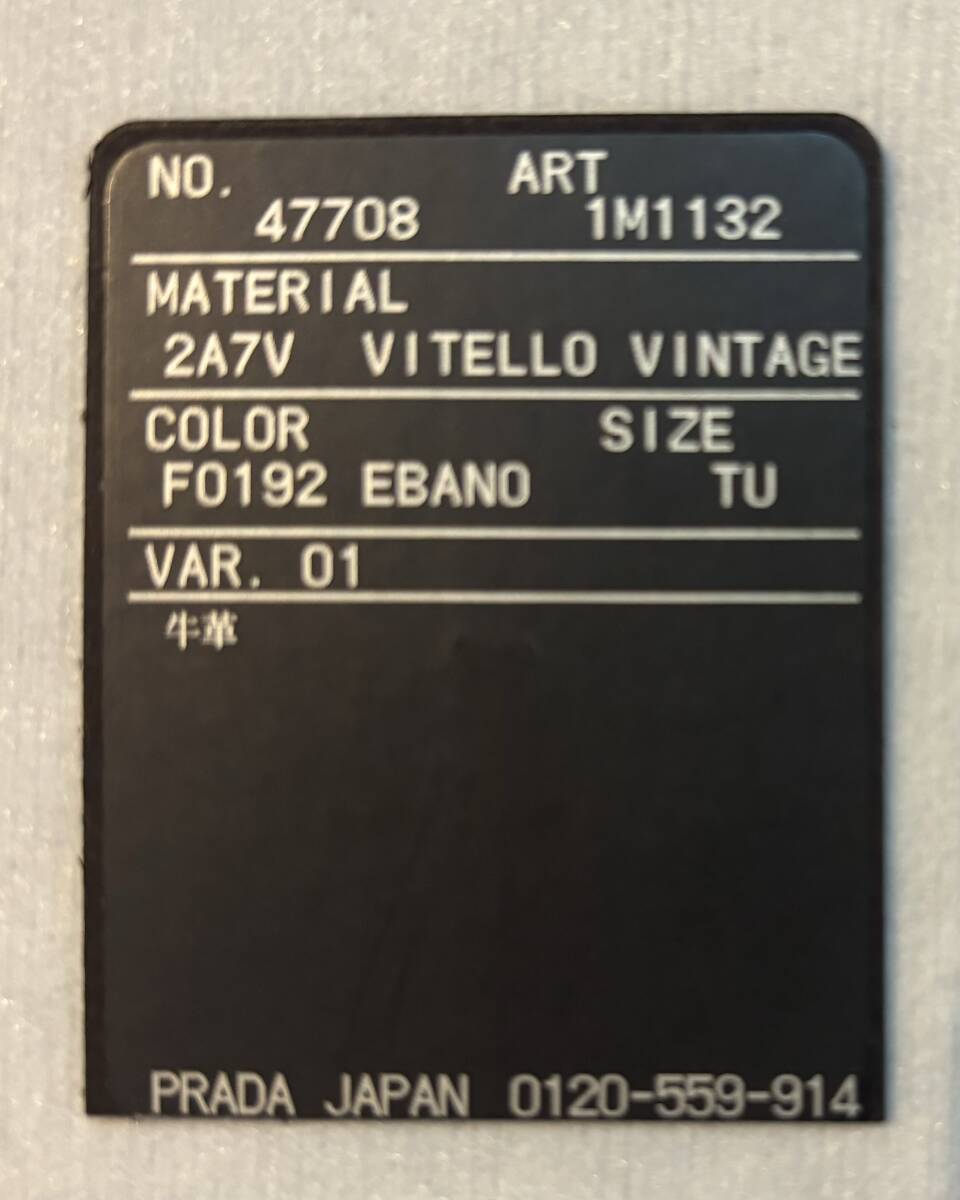 NO. ART
47708 1M1132
MATERIAL
2A7V VITELLO VINTAGE
COLOR SIZE
F0192 EBANO TU
VAR. 01
牛革
PRADA JAPAN 0120-559-914